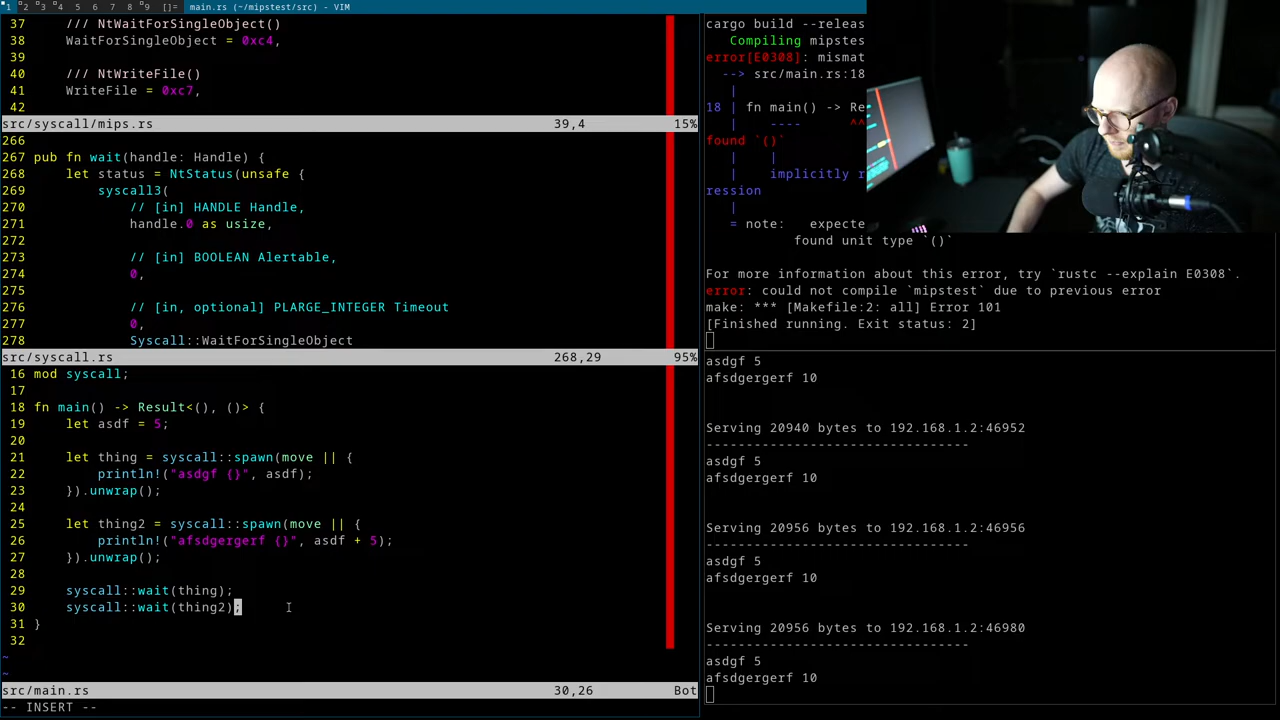 1 2 3 4 5 6 7 8 9 []= main.rs (~/mipstest/src) - VIM
37     /// NtWaitForSingleObject()
38     WaitForSingleObject = 0xc4,
39
40     /// NtWriteFile()
41     WriteFile = 0xc7,
42
src/syscall/mips.rs 39,4 15%
266
267 pub fn wait(handle: Handle) {
268     let status = NtStatus(unsafe {
269         syscall3(
270             // [in] HANDLE Handle,
271             handle.0 as usize,
272
273             // [in] BOOLEAN Alertable,
274             0,
275
276             // [in, optional] PLARGE_INTEGER Timeout
277             0,
278             Syscall::WaitForSingleObject
src/syscall.rs 268,29 95%
16 mod syscall;
17
18 fn main() -> Result<(), ()> {
19     let asdf = 5;
20
21     let thing = syscall::spawn(move || {
22         println!("asdgf {}", asdf);
23     }).unwrap();
24
25     let thing2 = syscall::spawn(move || {
26         println!("afsdgergerf {}", asdf + 5);
27     }).unwrap();
28
29     syscall::wait(thing);
30     syscall::wait(thing2);
31 }
32
~
~
src/main.rs 30,26 Bot
-- INSERT --
cargo build --releas
Compiling mipstes
error[E0308]: mismat
--> src/main.rs:18
|
18 | fn main() -> Re
|    ----      ^^
found `()`
|    |
|    implicitly r
ression
|
= note:   expecte
found unit type `()`
For more information about this error, try `rustc --explain E0308`.
error: could not compile `mipstest` due to previous error
make: *** [Makefile:2: all] Error 101
[Finished running. Exit status: 2]
asdgf 5
afsdgergerf 10
Serving 20940 bytes to 192.168.1.2:46952
--------------------------------
asdgf 5
afsdgergerf 10
Serving 20956 bytes to 192.168.1.2:46956
--------------------------------
asdgf 5
afsdgergerf 10
Serving 20956 bytes to 192.168.1.2:46980
--------------------------------
asdgf 5
afsdgergerf 10